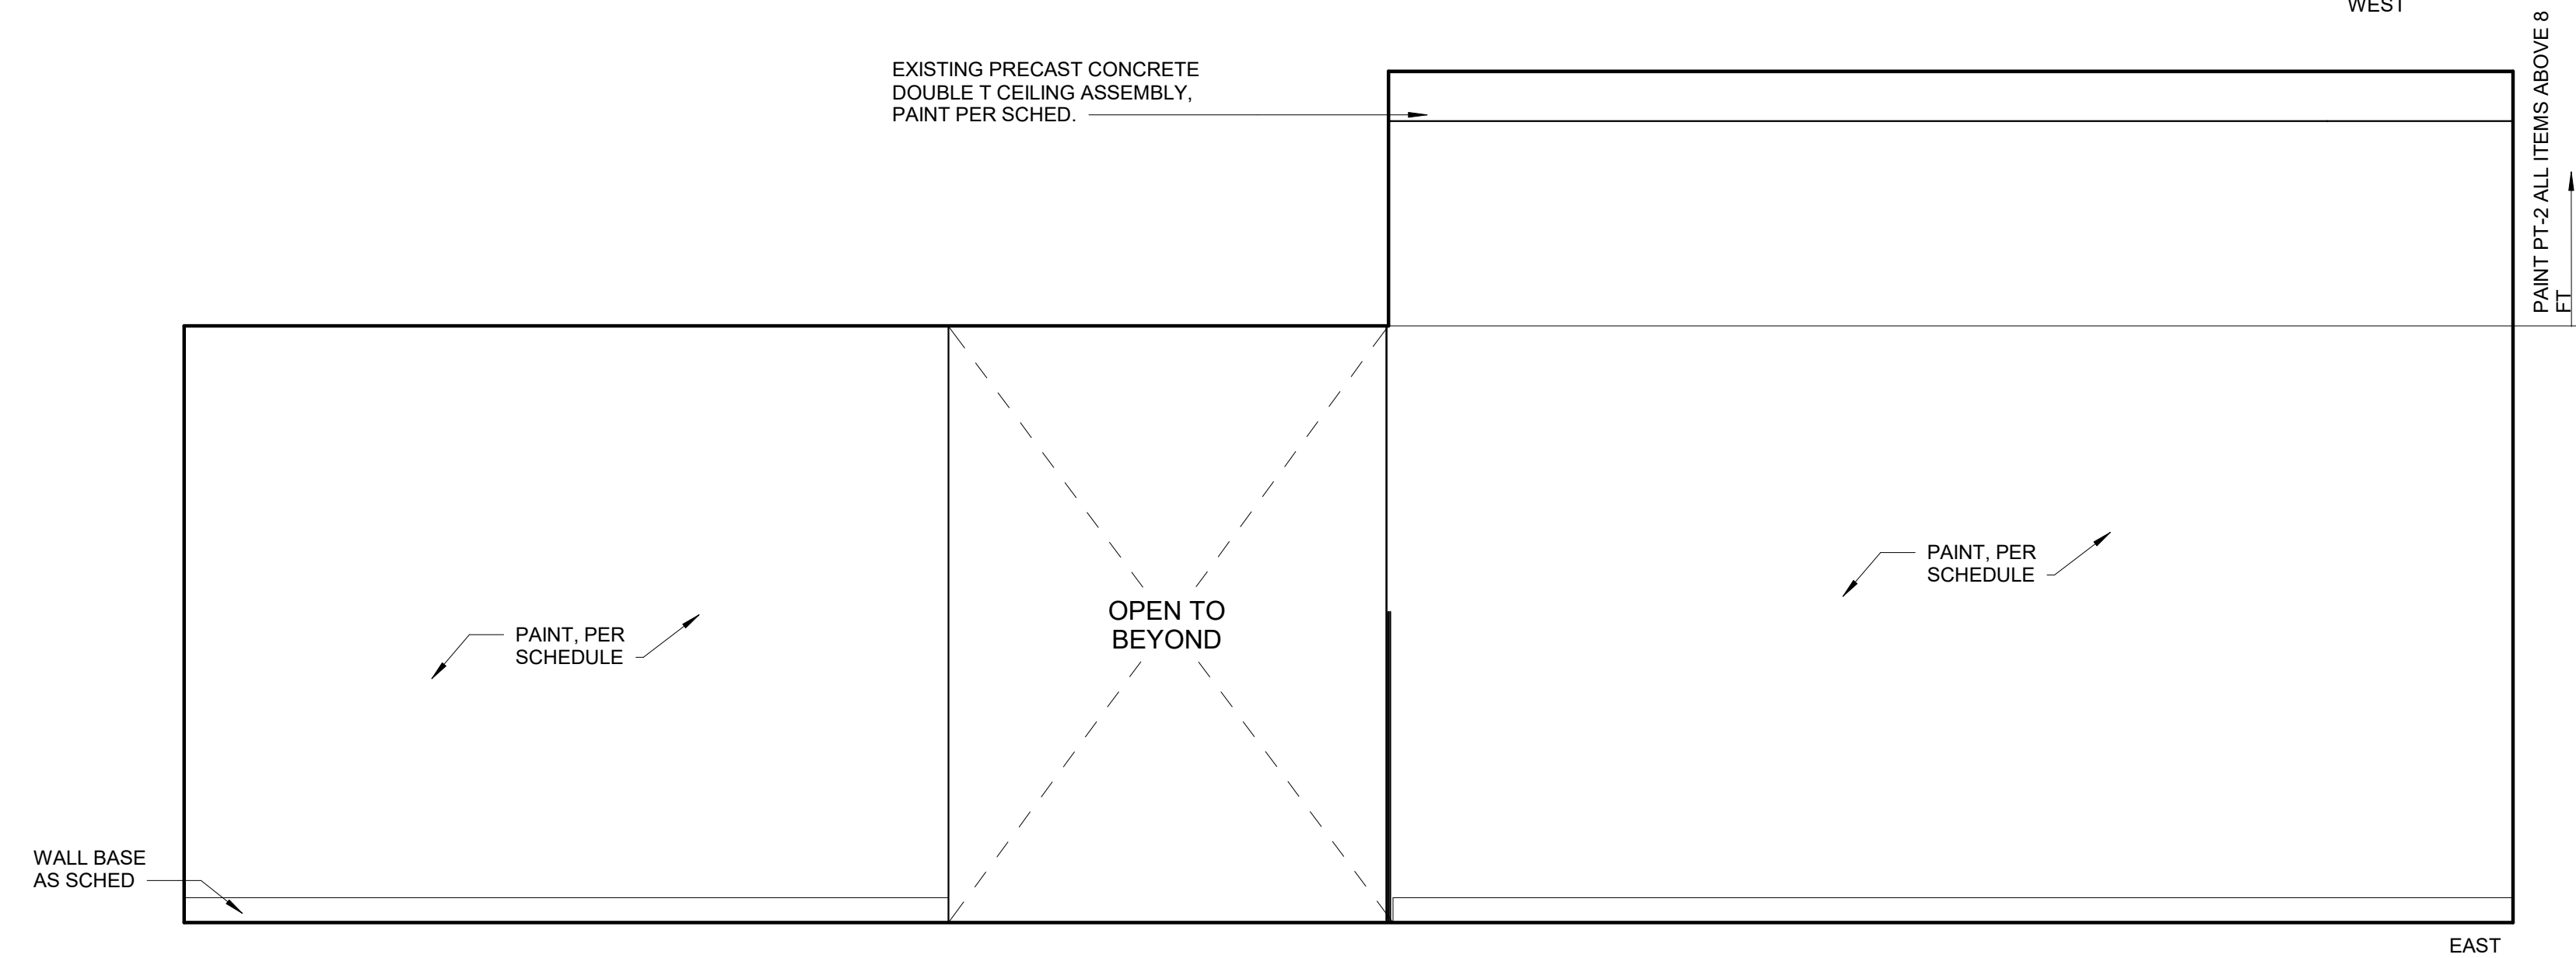 WEST
EXISTING PRECAST CONCRETE
DOUBLE T CEILING ASSEMBLY,
PAINT PER SCHED.
PAINT PT-2 ALL ITEMS ABOVE 8
FT
PAINT, PER
SCHEDULE
OPEN TO
BEYOND
PAINT, PER
SCHEDULE
WALL BASE
AS SCHED
EAST